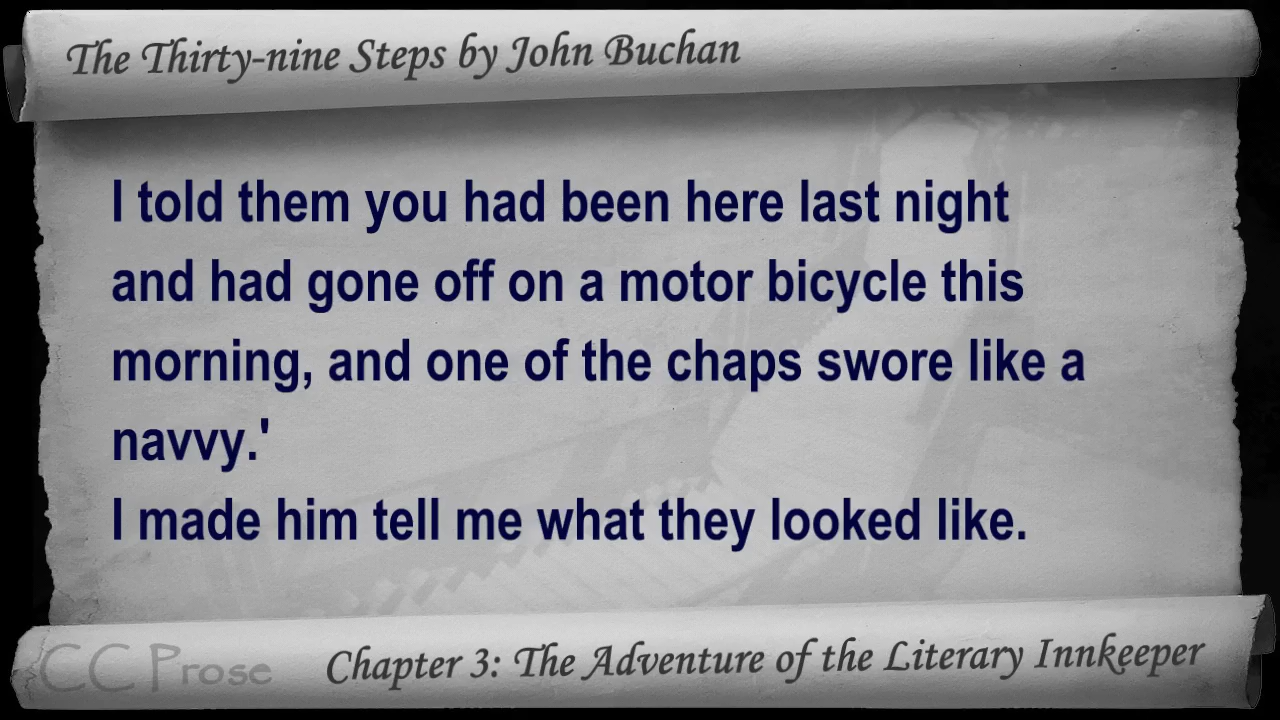 The Thirty-nine Steps by John Buchan
I told them you had been here last night
and had gone off on a motor bicycle this
morning, and one of the chaps swore like a
navvy.'
I made him tell me what they looked like.
CC Prose
Chapter 3: The Adventure of the Literary Innkeeper